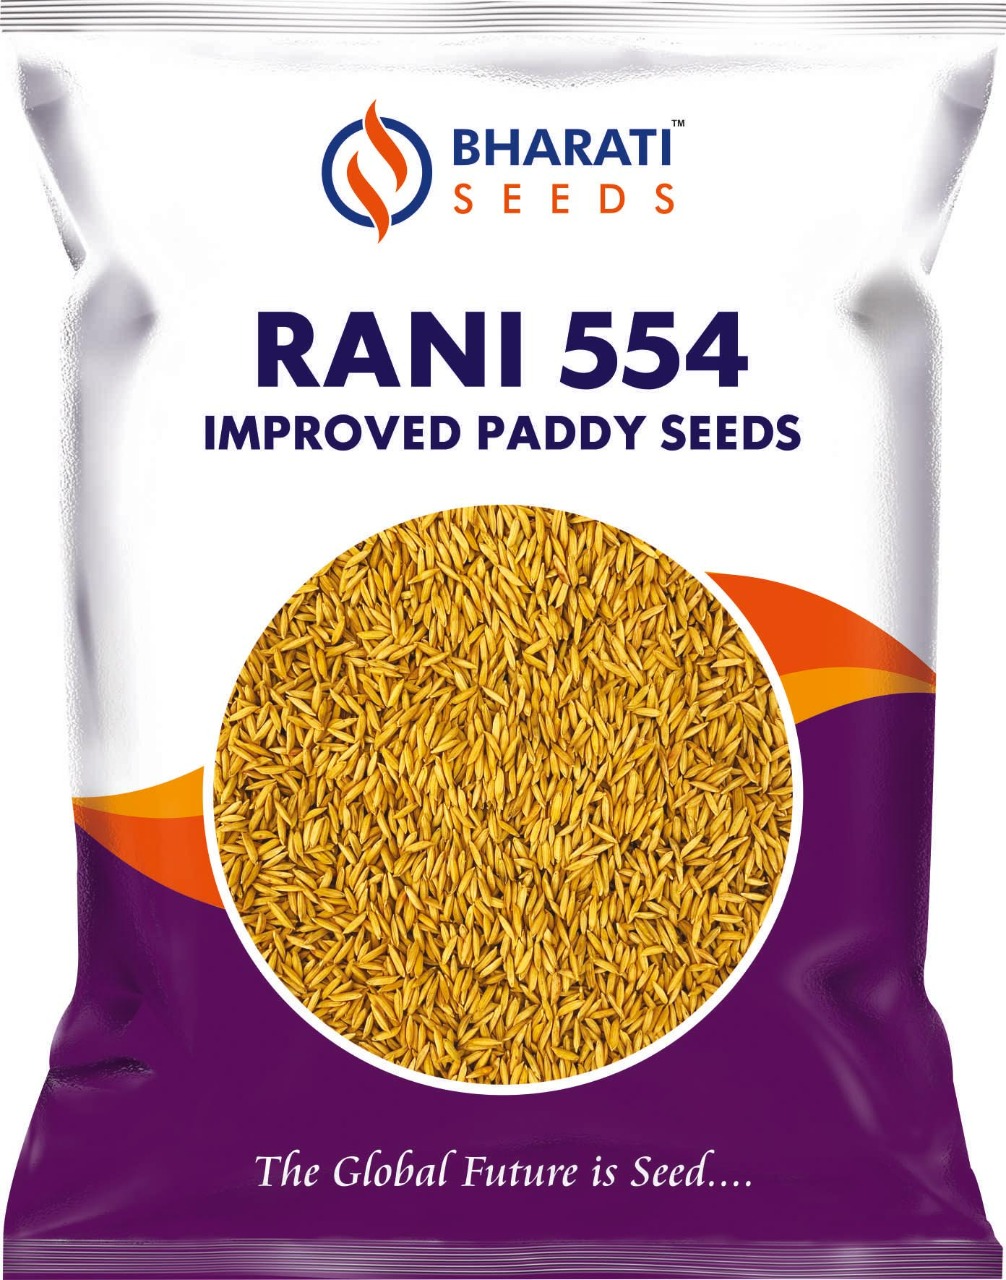 BHARATI™
SEEDS
RANI 554
IMPROVED PADDY SEEDS
The Global Future is Seed....